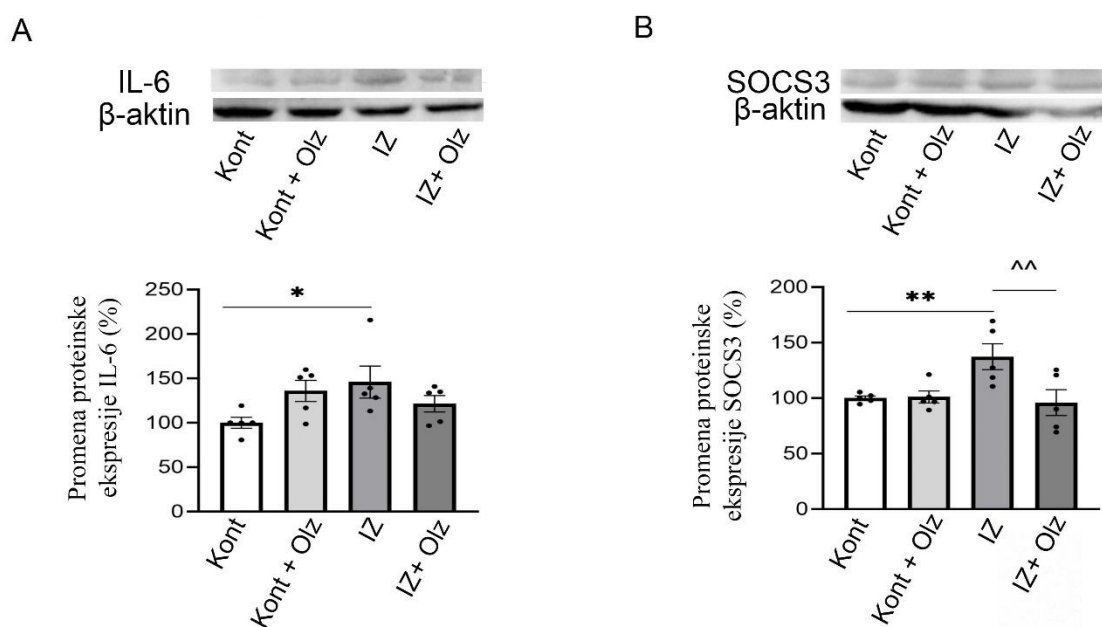 A
IL-6
β-aktin
Kont
Kont + Olz
IZ
IZ+ Olz
Promena proteinske
ekspresije IL-6 (%)
250
200
150
100
50
0
*
Kont
Kont + Olz
IZ
IZ+ Olz
B
SOCS3
β-aktin
Kont
Kont + Olz
IZ
IZ+ Olz
Promena proteinske
ekspresije SOCS3 (%)
200
150
100
50
0
**
^^
Kont
Kont + Olz
IZ
IZ+ Olz